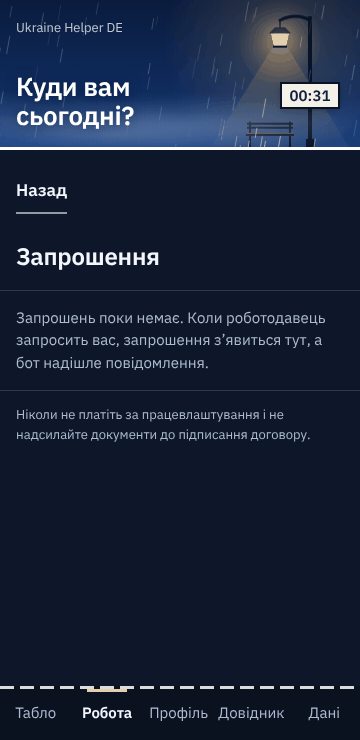 Ukraine Helper DE
Куди вам
сьогодні?
00:31
Назад
Запрошення
Запрошень поки немає. Коли роботодавець
запросить вас, запрошення з’явиться тут, а
бот надішле повідомлення.
Ніколи не платіть за працевлаштування і не
надсилайте документи до підписання договору.
Табло Робота Профіль Довідник Дані